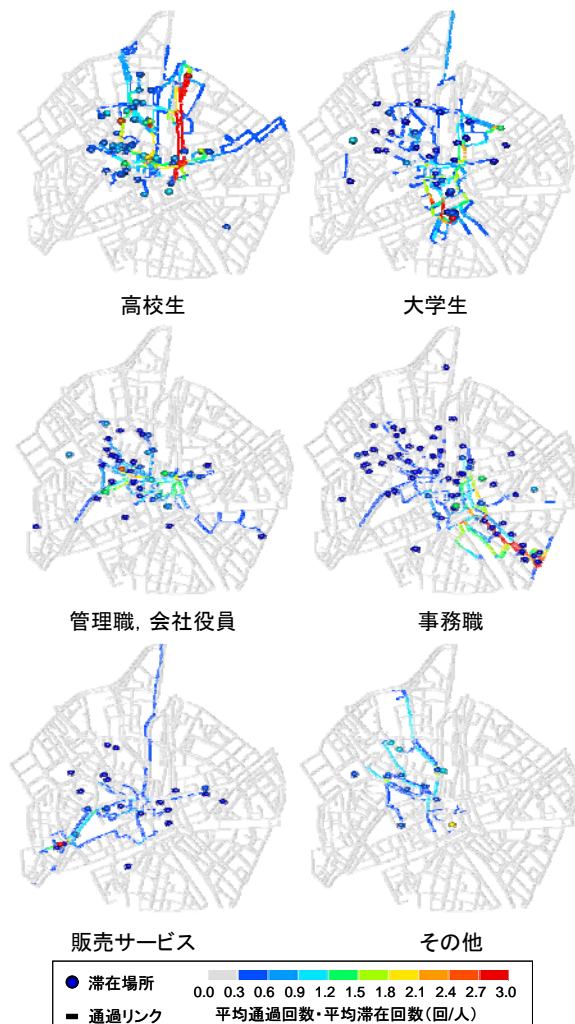 高校生
大学生
管理職, 会社役員
事務職
販売サービス
その他
滞在場所
通過リンク
0.0 0.3 0.6 0.9 1.2 1.5 1.8 2.1 2.4 2.7 3.0
平均通過回数・平均滞在回数(回/人)